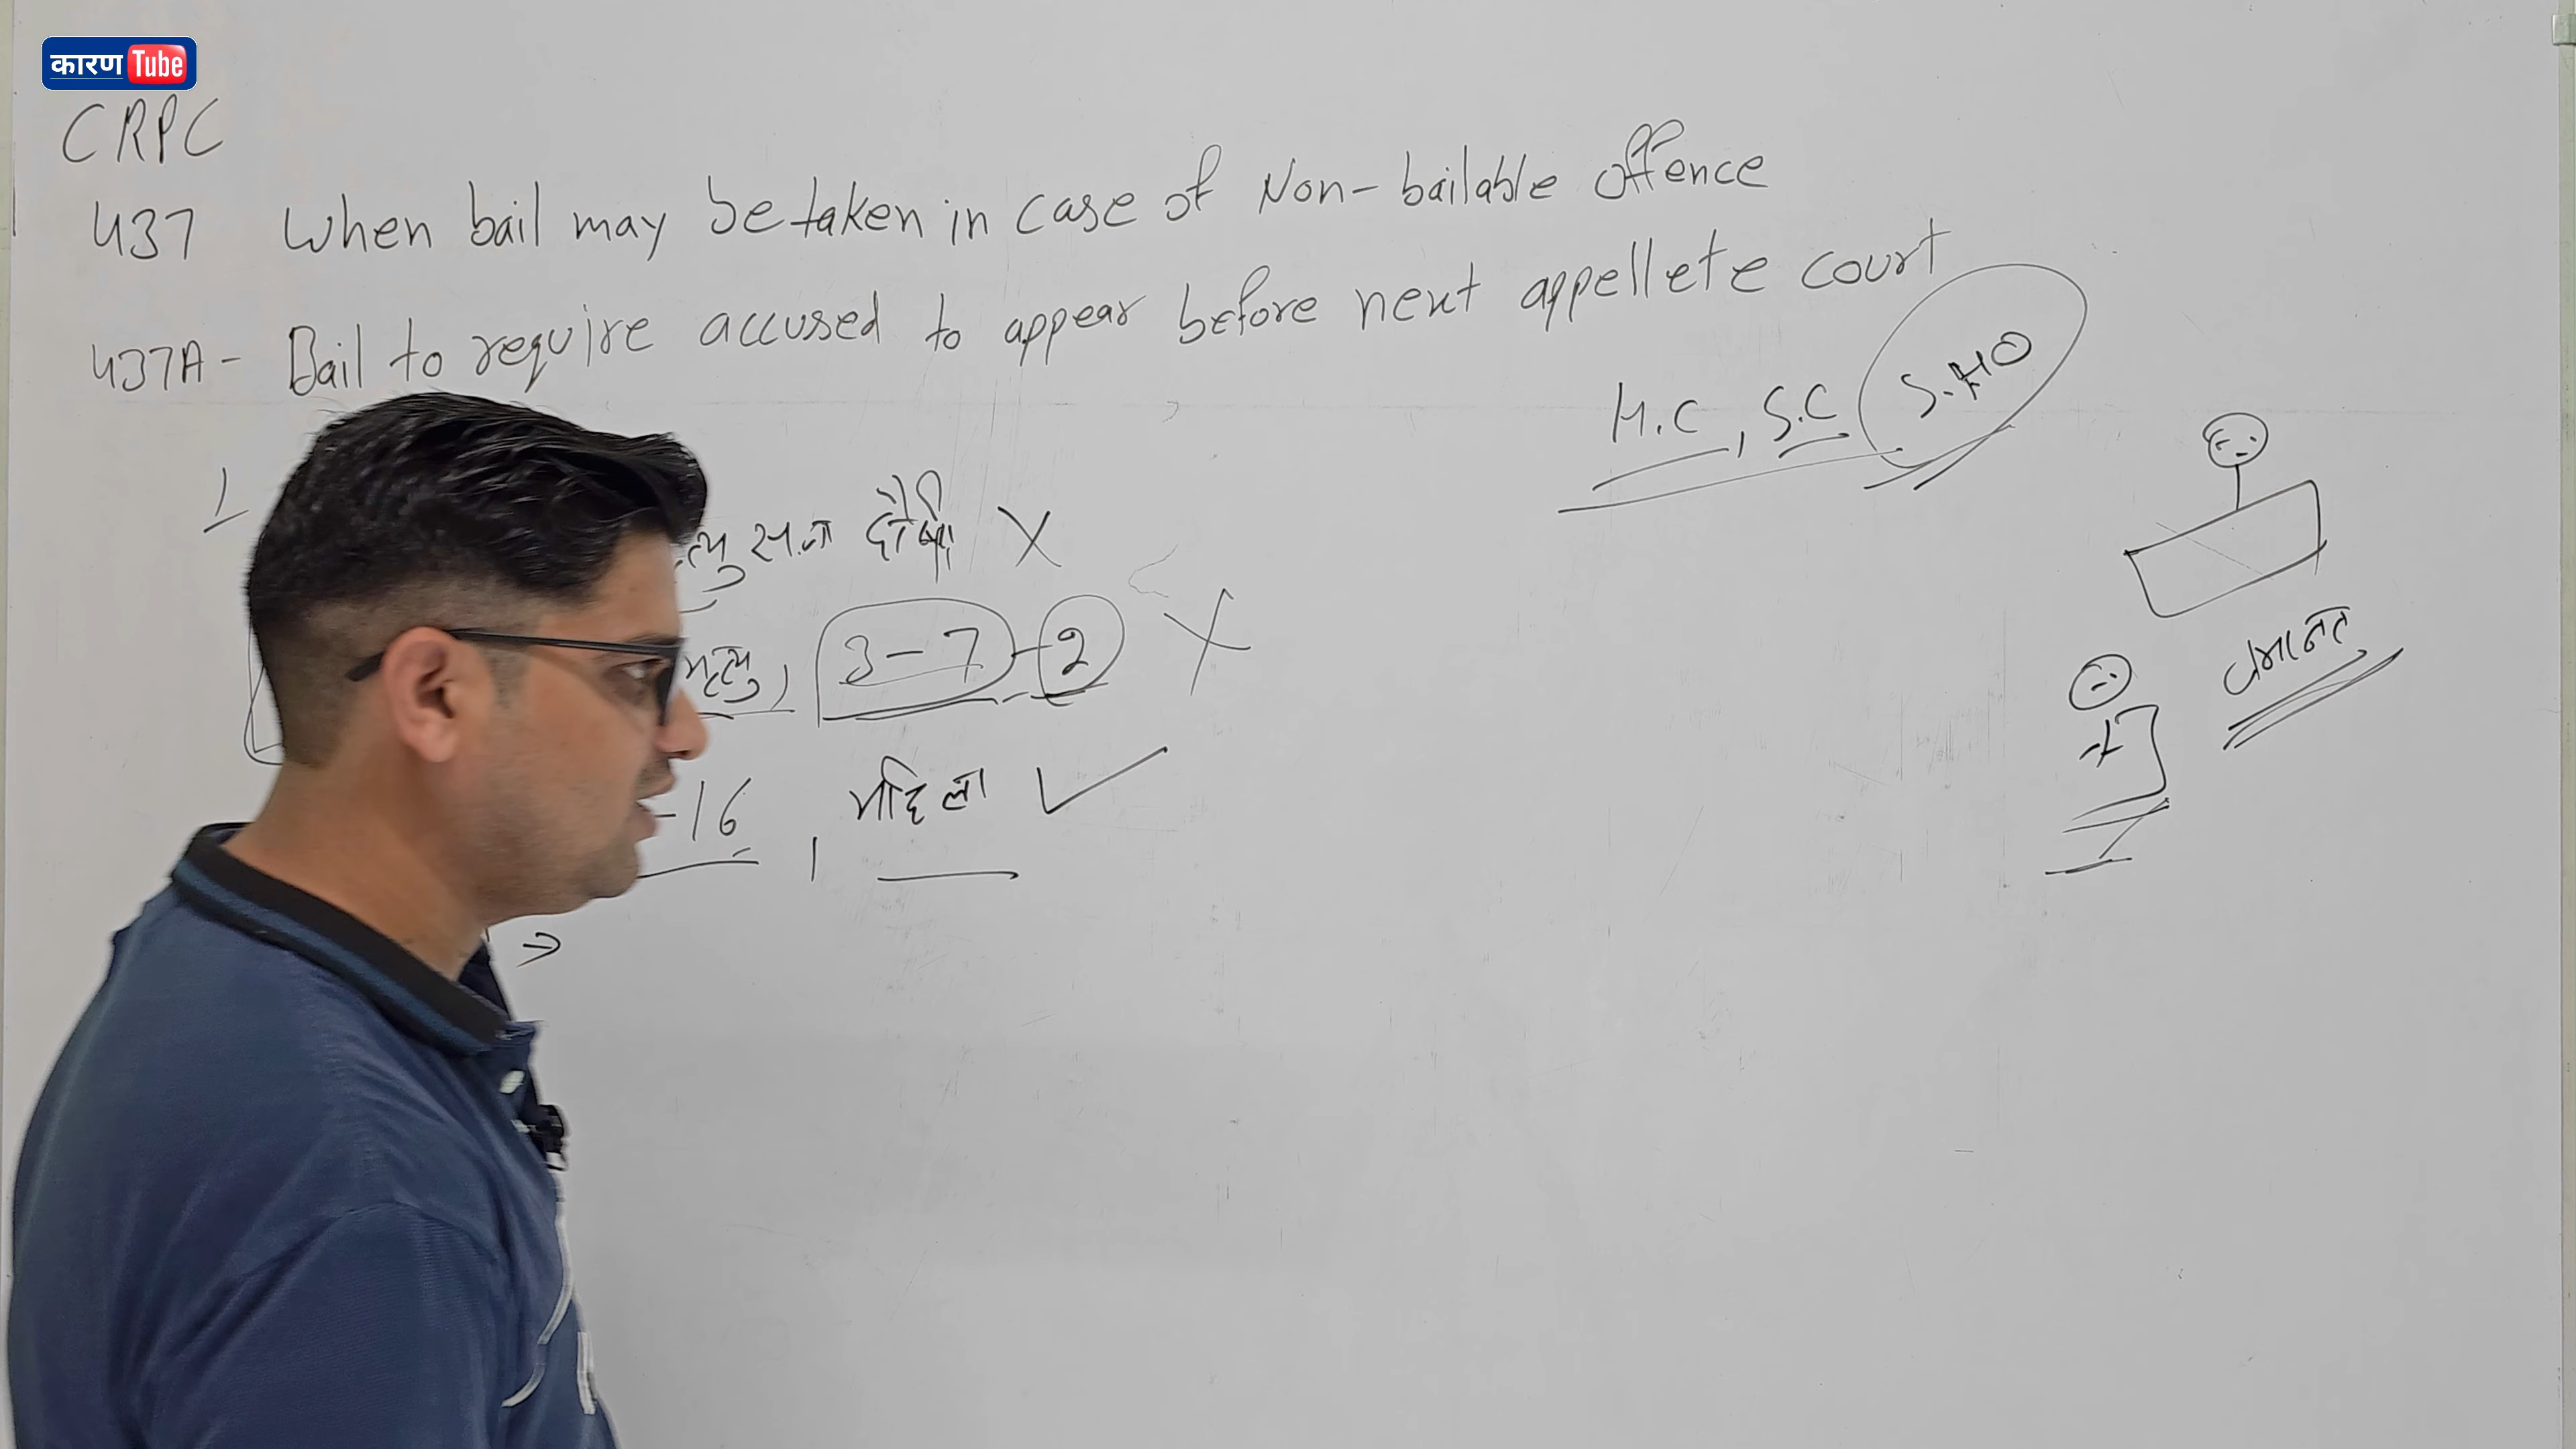 कारण Tube
CRPC
437 When bail may be taken in case of Non-bailable offence
437A - Bail to require accused to appear before next appellete court
H.C, S.C S.HO
1
दोषी X
मृत्यु, 3-7-2 X
-16, महिला ✓
जमानत
→